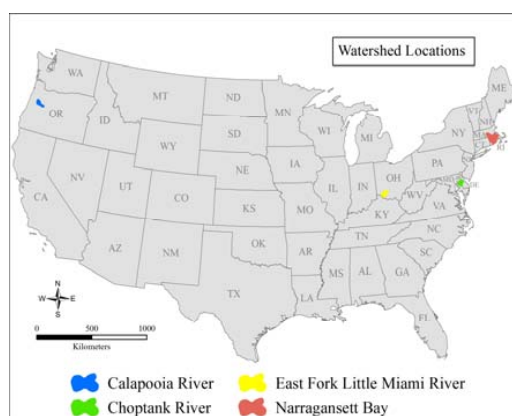 Watershed Locations
WA
MT
ND
MN
ME
OR
ID
SD
WI
MI
NY
VT
NH
MA
CT
RI
WY
IA
PA
NV
UT
CO
NE
IL
IN
OH
WV
MD
DE
VA
CA
KS
MO
KY
AZ
NM
OK
AR
TN
NC
SC
TX
LA
MS
AL
GA
FL
N
W E
S
0 500 1000
Kilometers
Calapooia River
East Fork Little Miami River
Choptank River
Narragansett Bay